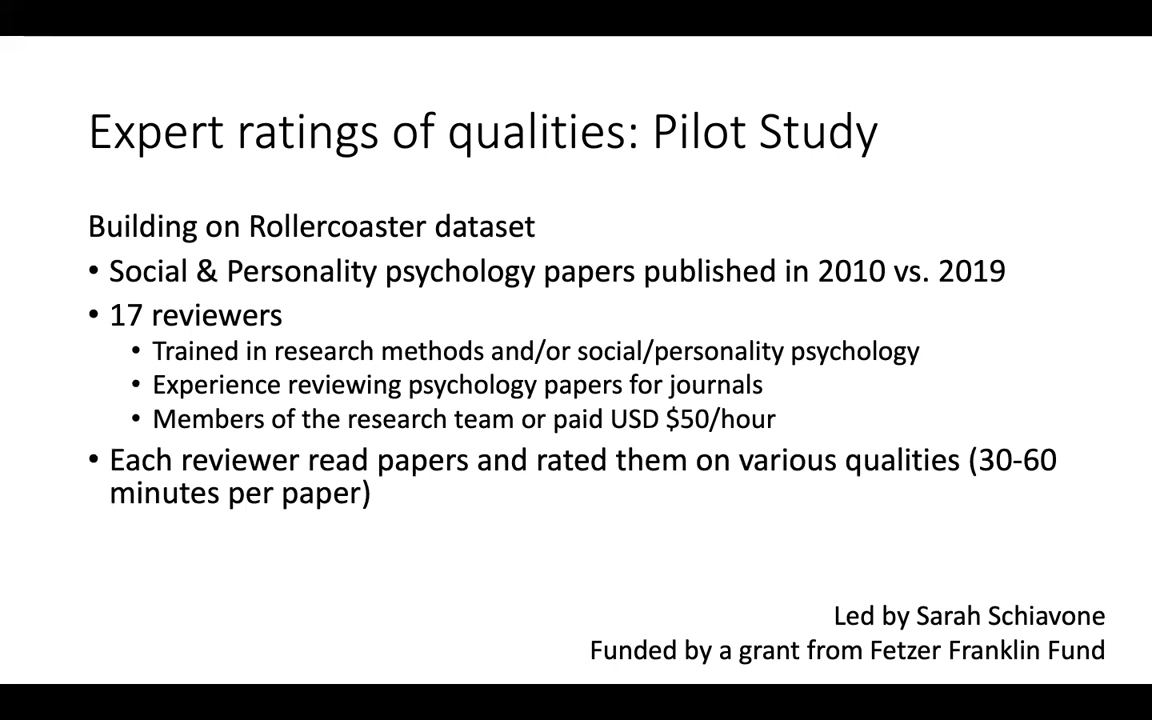 Expert ratings of qualities: Pilot Study
Building on Rollercoaster dataset
• Social & Personality psychology papers published in 2010 vs. 2019
• 17 reviewers
• Trained in research methods and/or social/personality psychology
• Experience reviewing psychology papers for journals
• Members of the research team or paid USD $50/hour
• Each reviewer read papers and rated them on various qualities (30-60
minutes per paper)
Led by Sarah Schiavone
Funded by a grant from Fetzer Franklin Fund